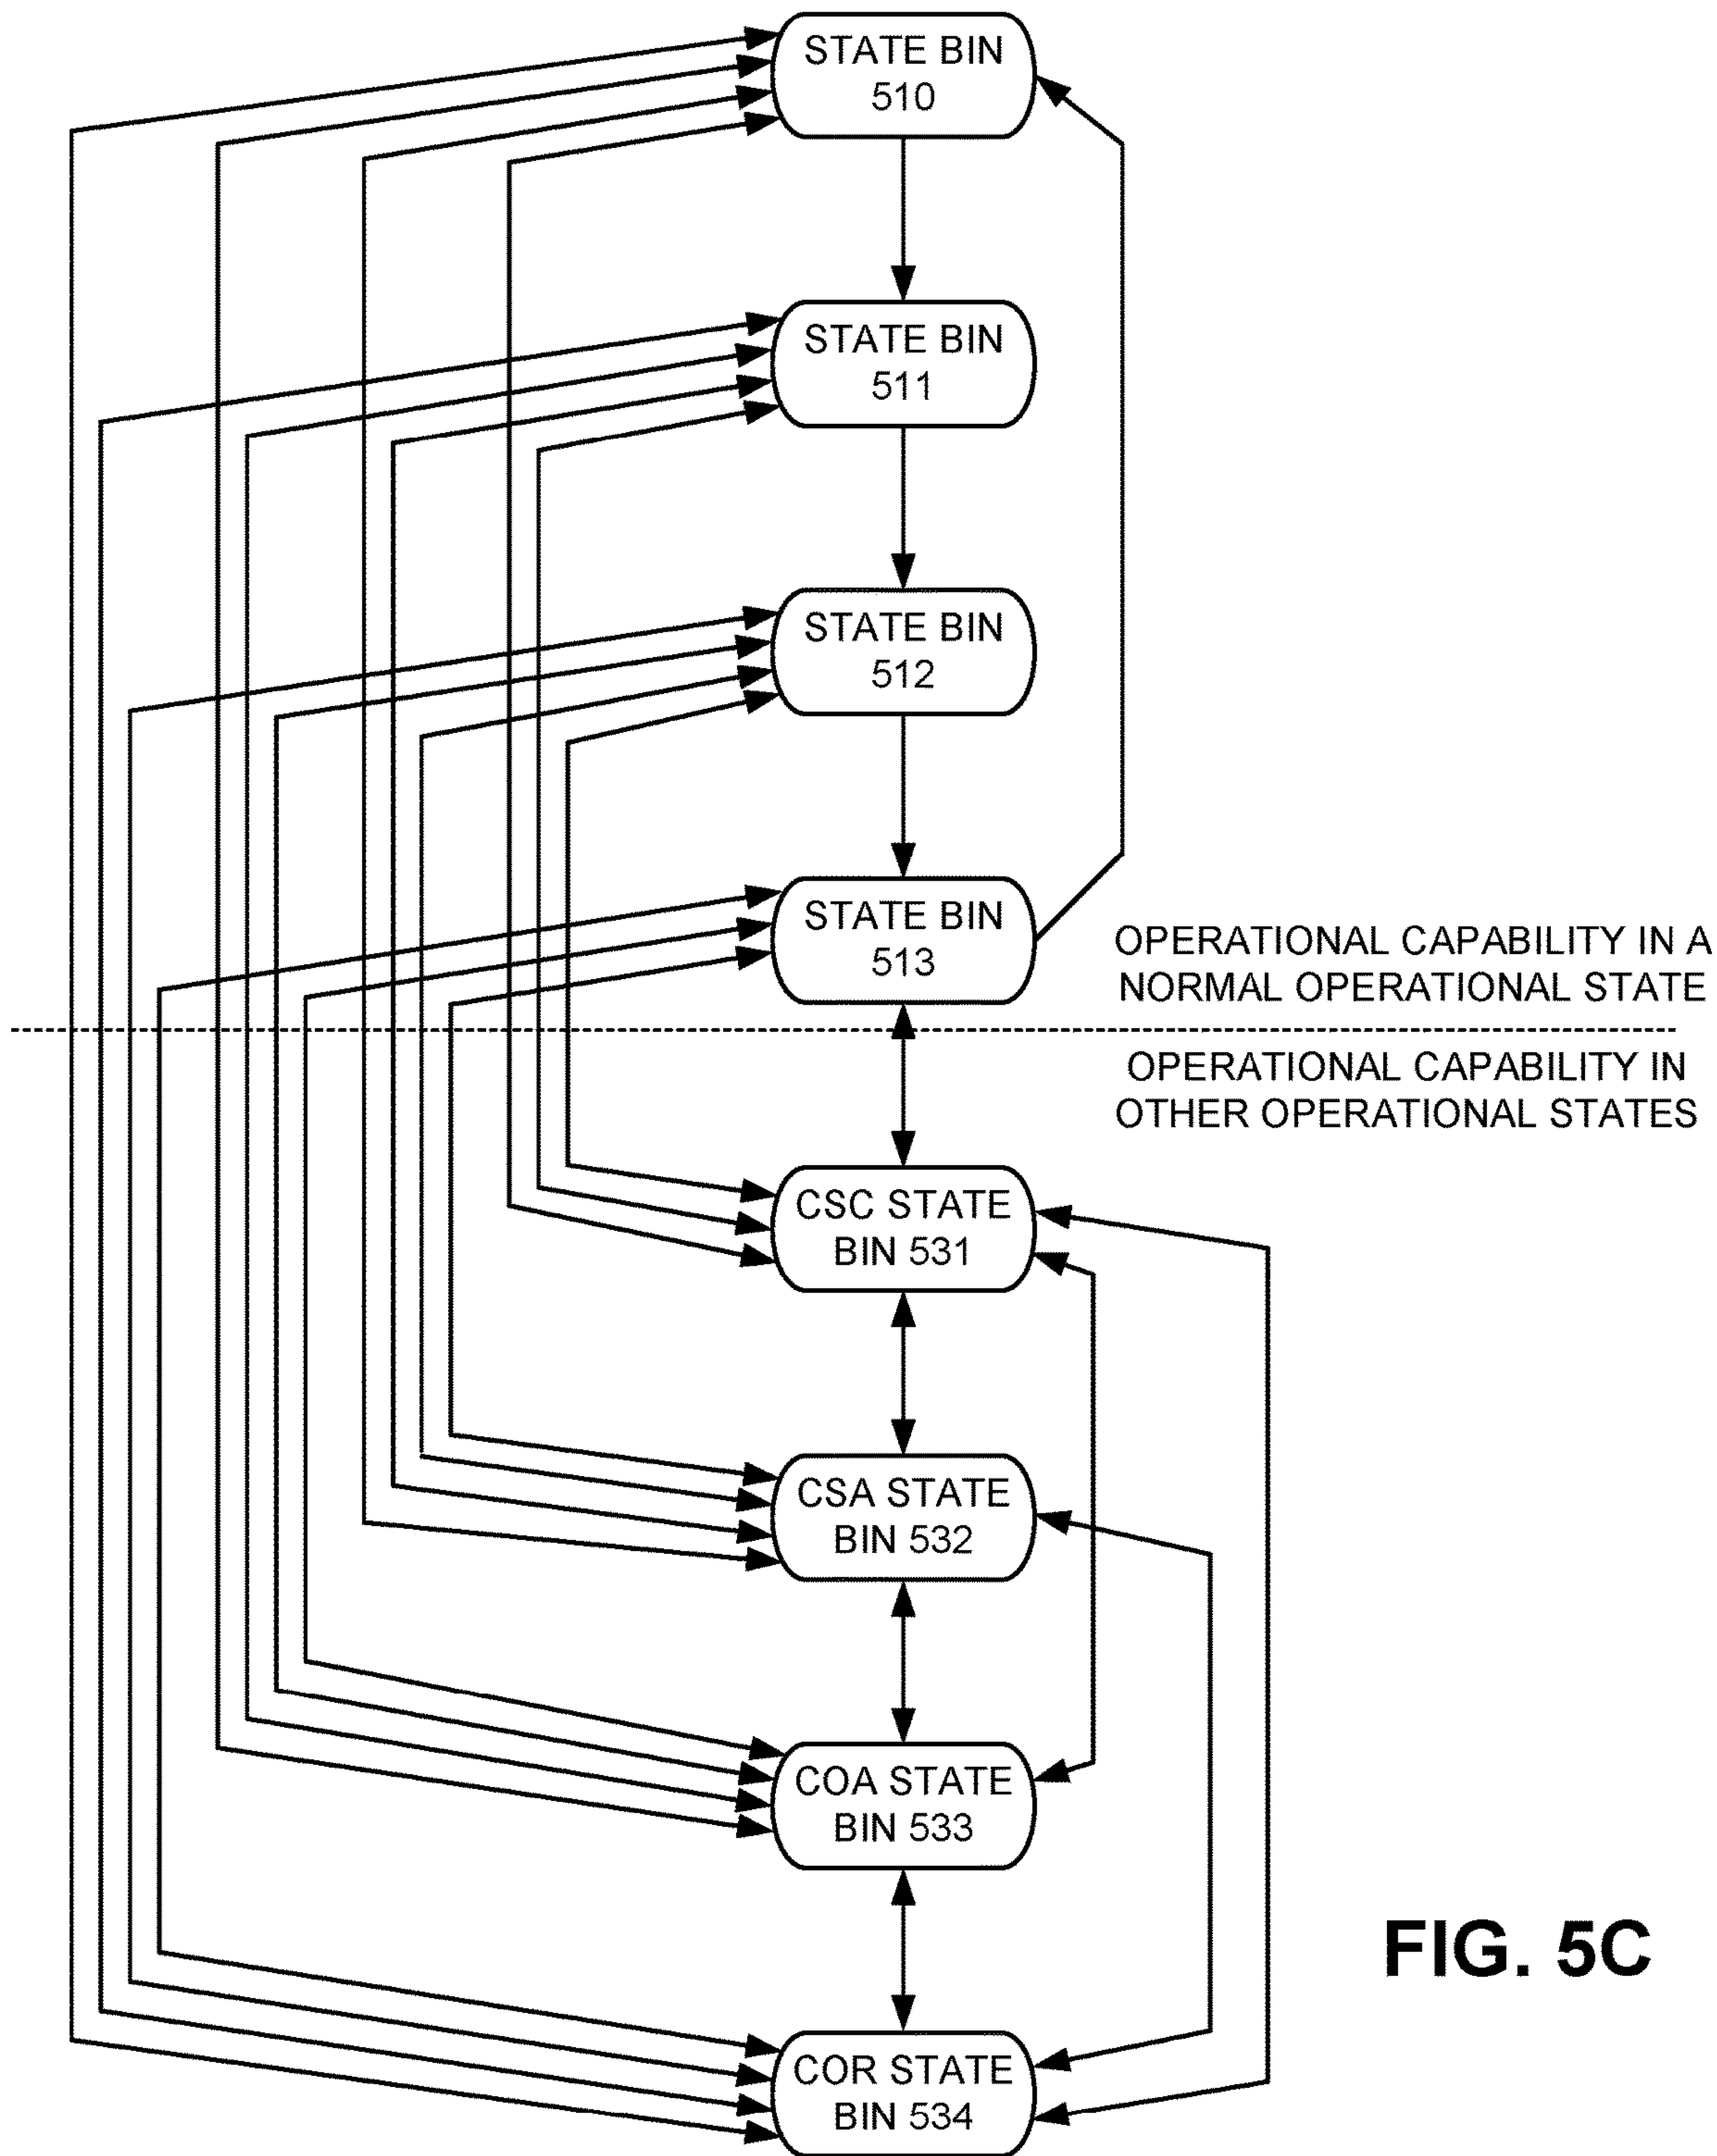 STATE BIN
510
STATE BIN
511
STATE BIN
512
STATE BIN
513
OPERATIONAL CAPABILITY IN A
NORMAL OPERATIONAL STATE
OPERATIONAL CAPABILITY IN
OTHER OPERATIONAL STATES
CSC STATE
BIN 531
CSA STATE
BIN 532
COA STATE
BIN 533
COR STATE
BIN 534
FIG. 5C